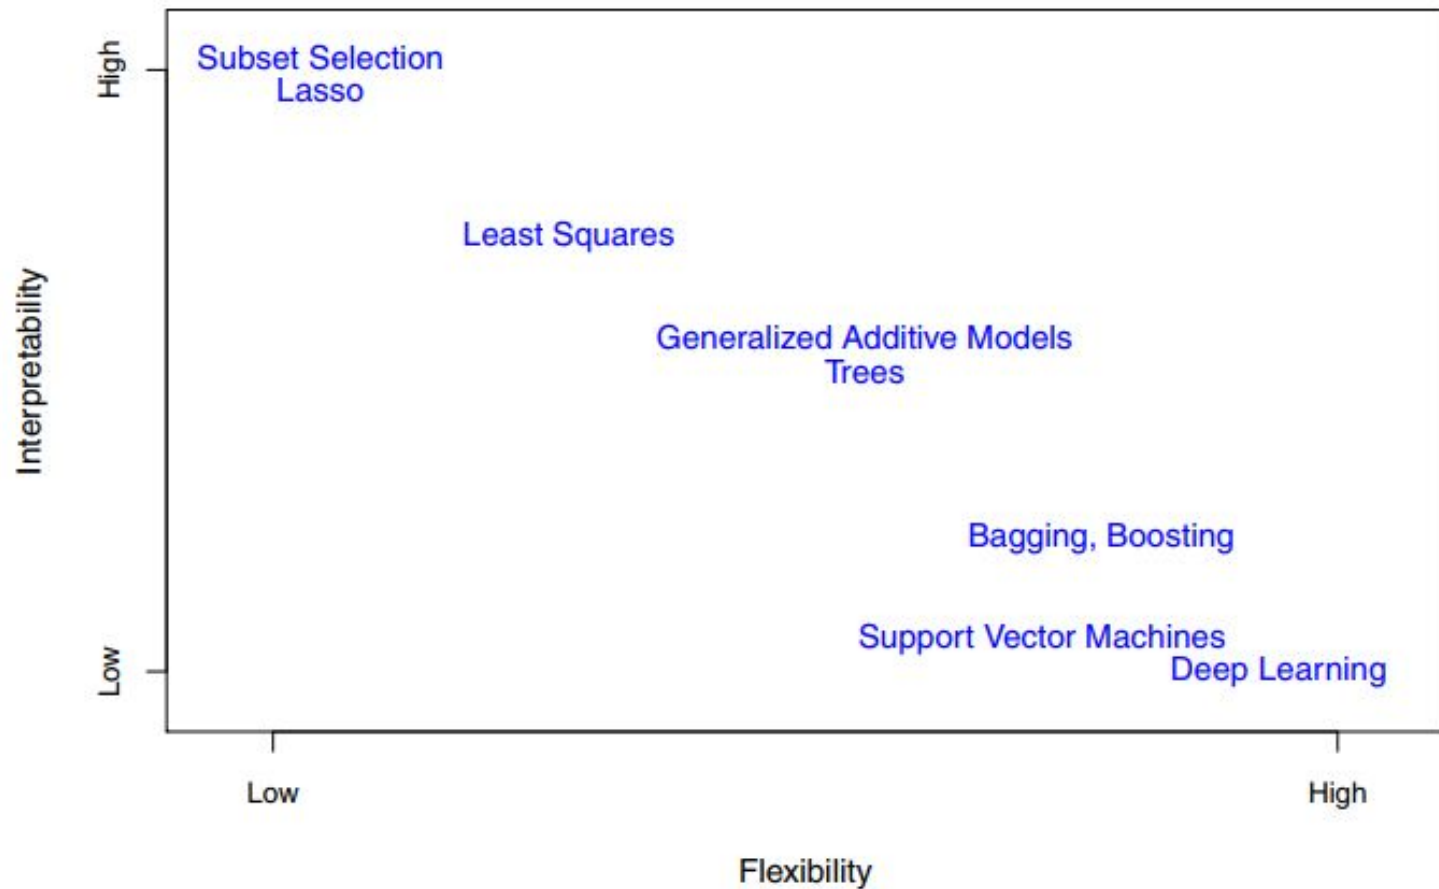 High
Subset Selection
Lasso
Least Squares
Interpretability
Generalized Additive Models
Trees
Bagging, Boosting
Support Vector Machines
Deep Learning
Low
Low
High
Flexibility